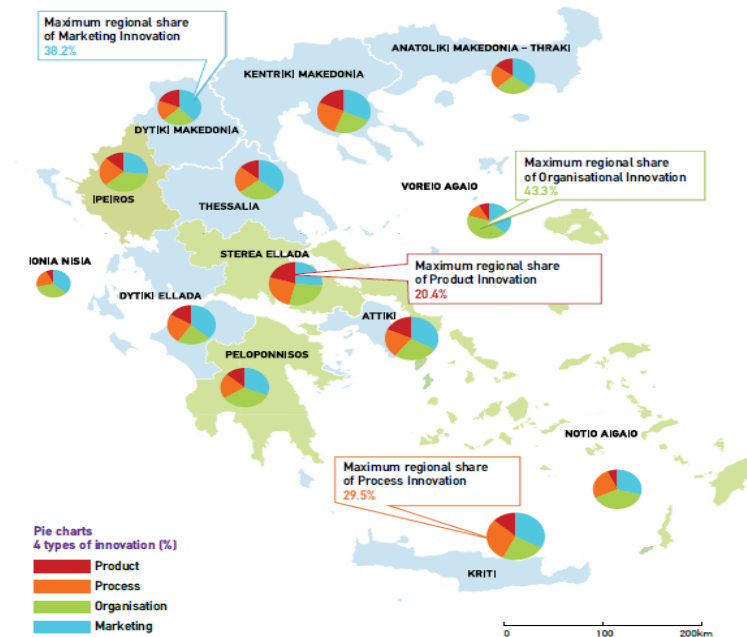 Maximum regional share
of Marketing Innovation
38.2%
ANATOLIKI MAKEDONIA – THRAKI
KENTRIKI MAKEDONIA
DYTIKI MAKEDONIA
IPEIROS
THESSALIA
Maximum regional share
of Organisational Innovation
43.3%
VOREIO AGAIO
STEREA ELLADA
IONIA NISIA
Maximum regional share
of Product Innovation
20.4%
DYTIKI ELLADA
ATTIKI
PELOPONNISOS
NOTIO AIGAIO
Maximum regional share
of Process Innovation
29.5%
KRITI
Pie charts
4 types of innovation (%)
Product
Process
Organisation
Marketing
0 100 200km